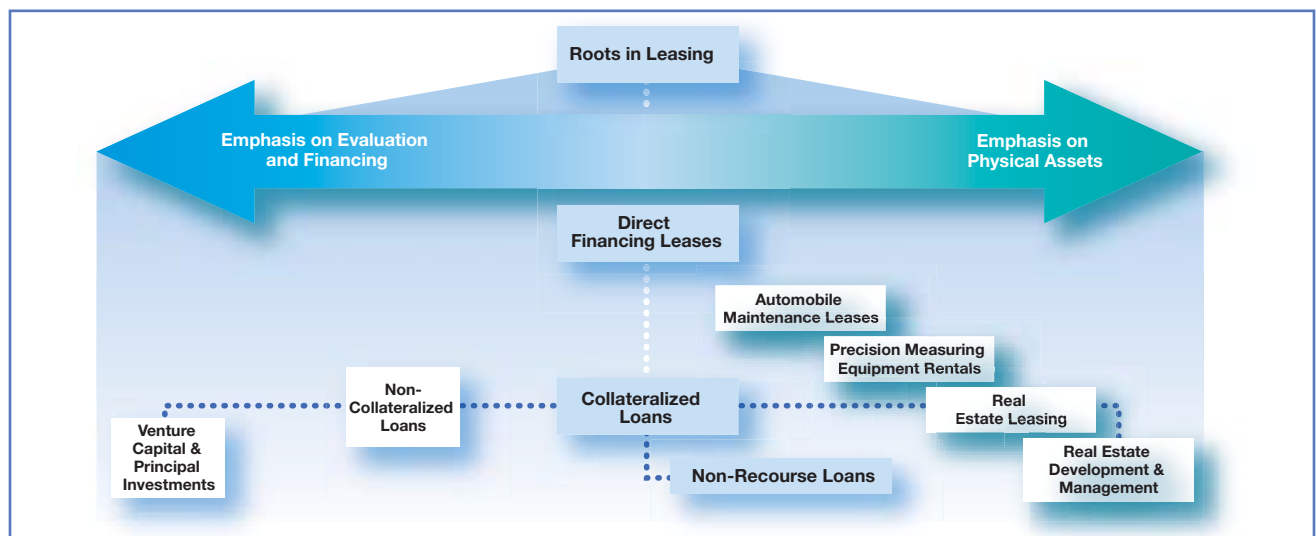 Roots in Leasing
Emphasis on Evaluation
and Financing
Emphasis on
Physical Assets
Direct
Financing Leases
Automobile
Maintenance Leases
Precision Measuring
Equipment Rentals
Non-
Collateralized
Loans
Collateralized
Loans
Real
Estate Leasing
Venture
Capital &
Principal
Investments
Non-Recourse Loans
Real Estate
Development &
Management